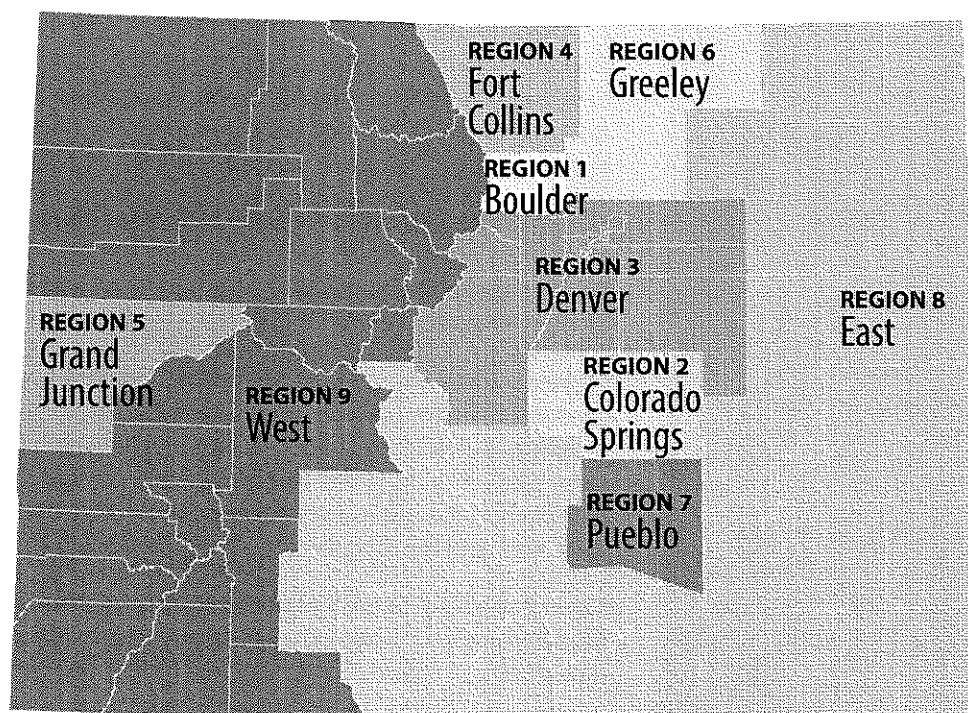 REGION 4
Fort
Collins
REGION 6
Greeley
REGION 1
Boulder
REGION 3
Denver
REGION 8
East
REGION 5
Grand
Junction
REGION 9
West
REGION 2
Colorado
Springs
REGION 7
Pueblo